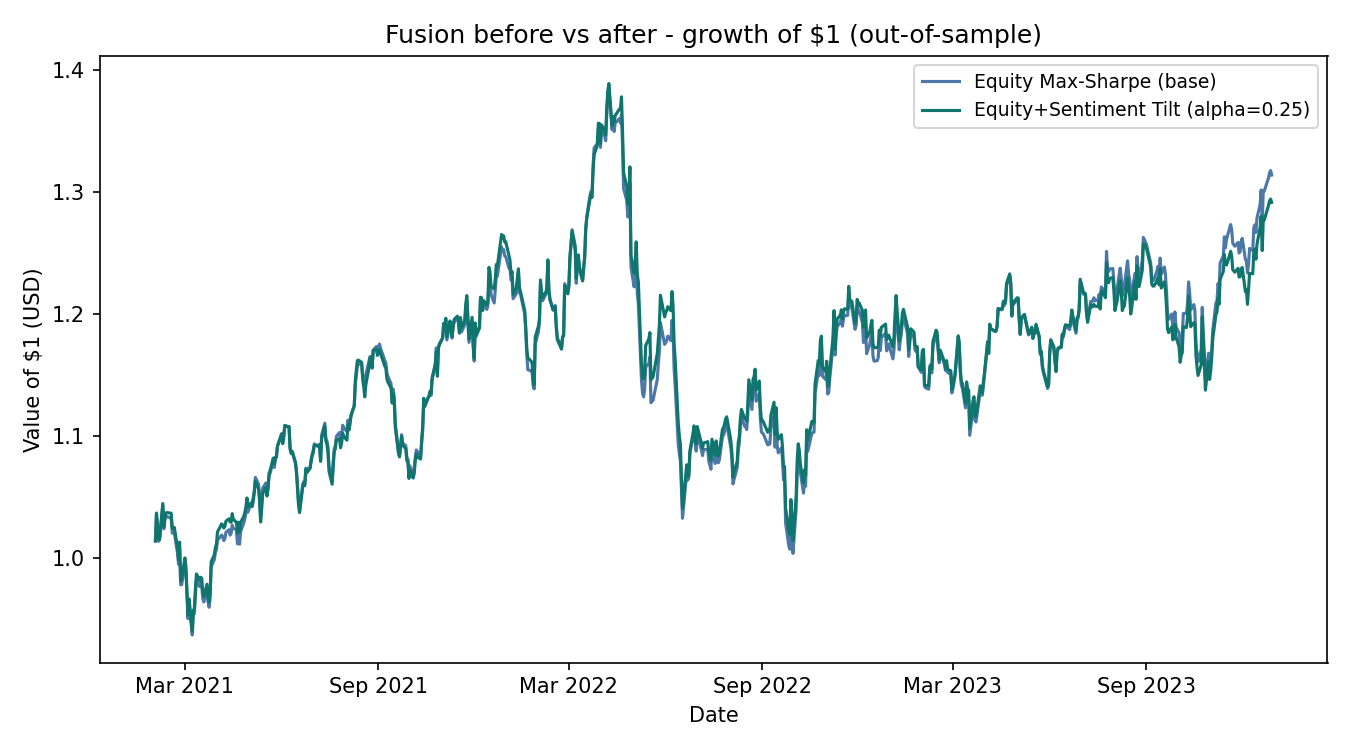 Fusion before vs after - growth of $1 (out-of-sample)
Equity Max-Sharpe (base)
Equity+Sentiment Tilt (alpha=0.25)
Value of $1 (USD)
1.4
1.3
1.2
1.1
1.0
Mar 2021
Sep 2021
Mar 2022
Sep 2022
Mar 2023
Sep 2023
Date